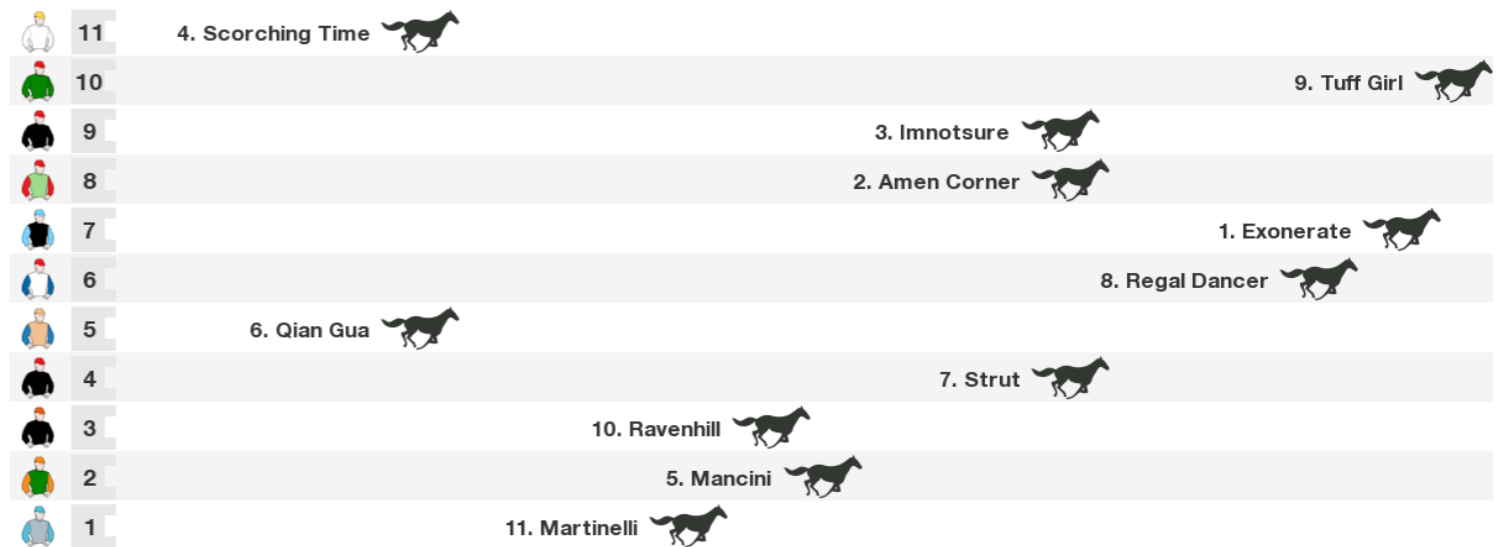 11 4. Scorching Time
10 9. Tuff Girl
9 3. Imnotsure
8 2. Amen Corner
7 1. Exonerate
6 8. Regal Dancer
5 6. Qian Gua
4 7. Strut
3 10. Ravenhill
2 5. Mancini
1 11. Martinelli